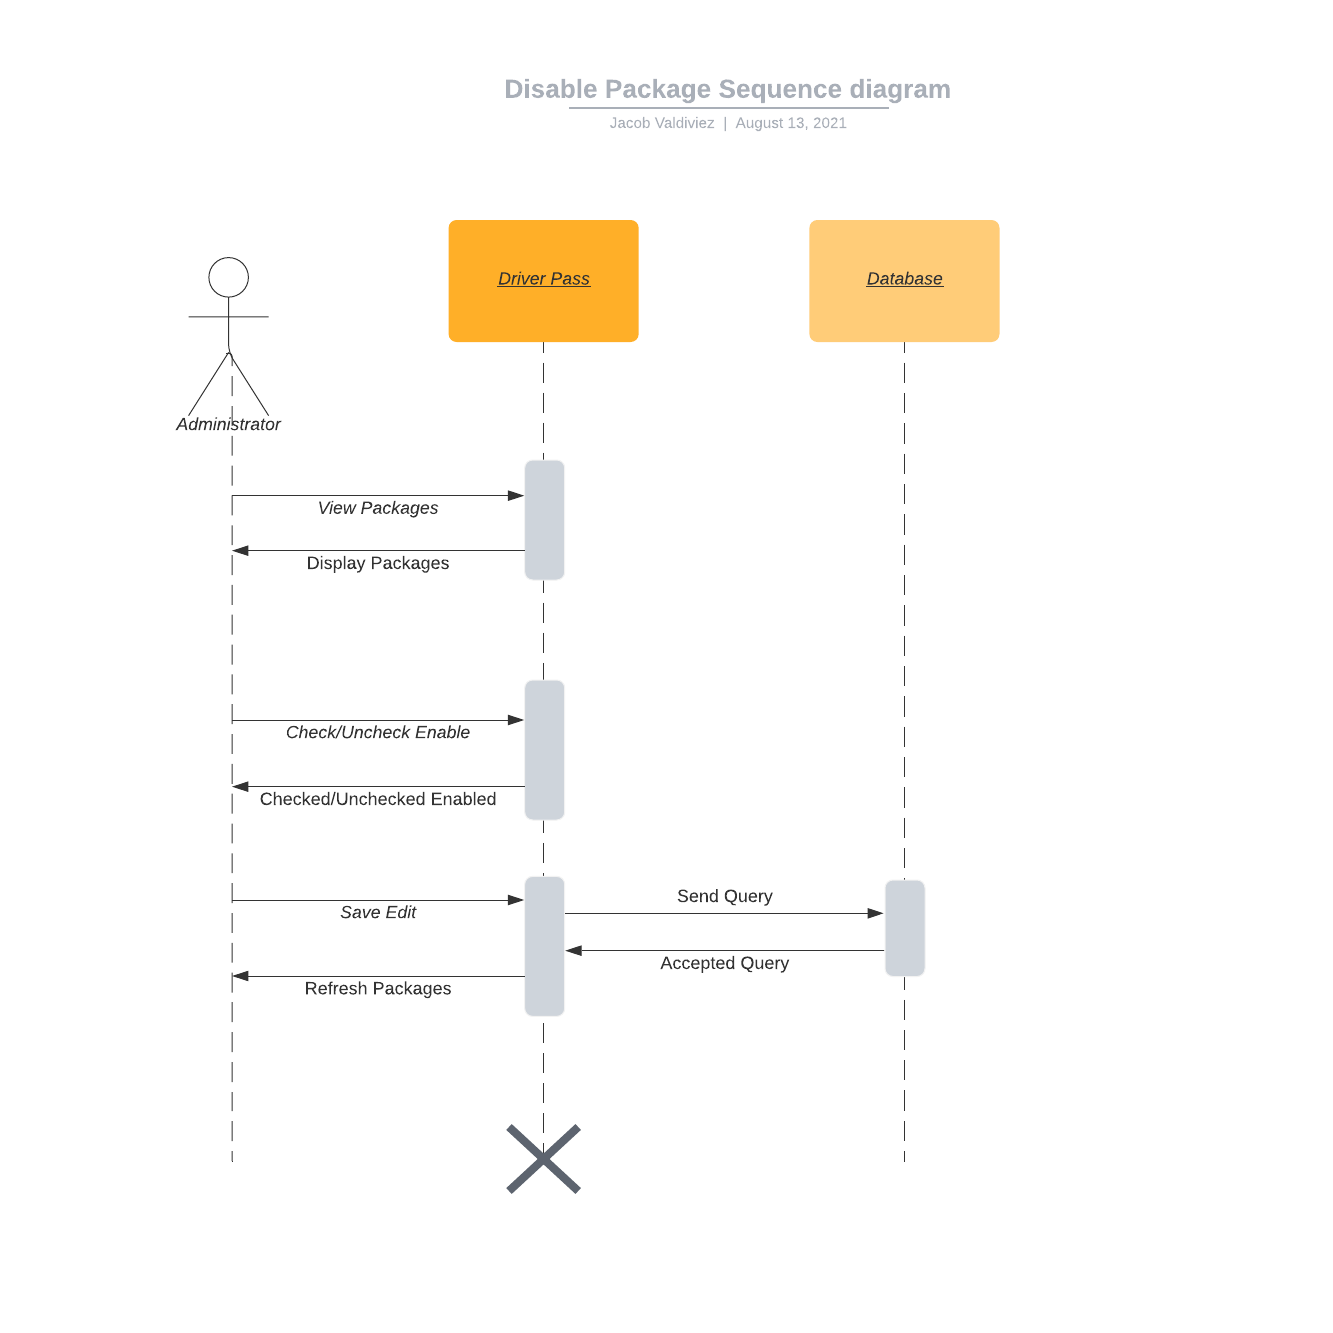 Disable Package Sequence diagram
Jacob Valdiviez | August 13, 2021
Driver Pass
Database
Administrator
View Packages
Display Packages
Check/Uncheck Enable
Checked/Unchecked Enabled
Send Query
Save Edit
Accepted Query
Refresh Packages